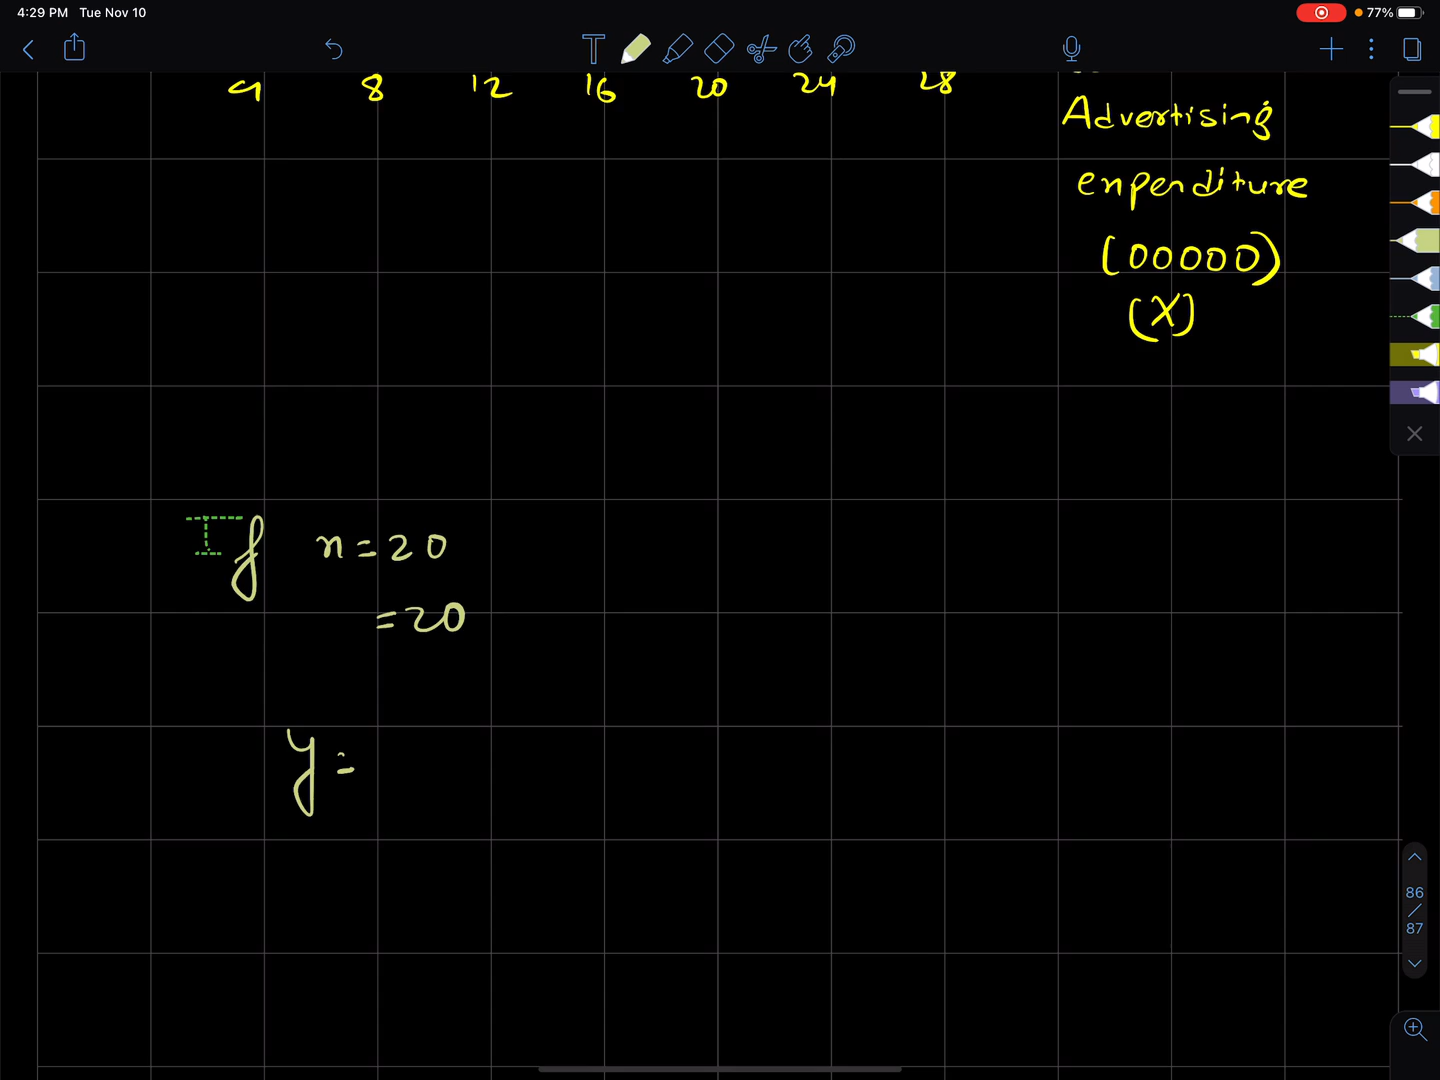 4:29 PM Tue Nov 10
77%
T
4 8 12 16 20 24 28
Advertising
expenditure
(00000)
(X)
If x = 20
= 20
y =
86
/
87